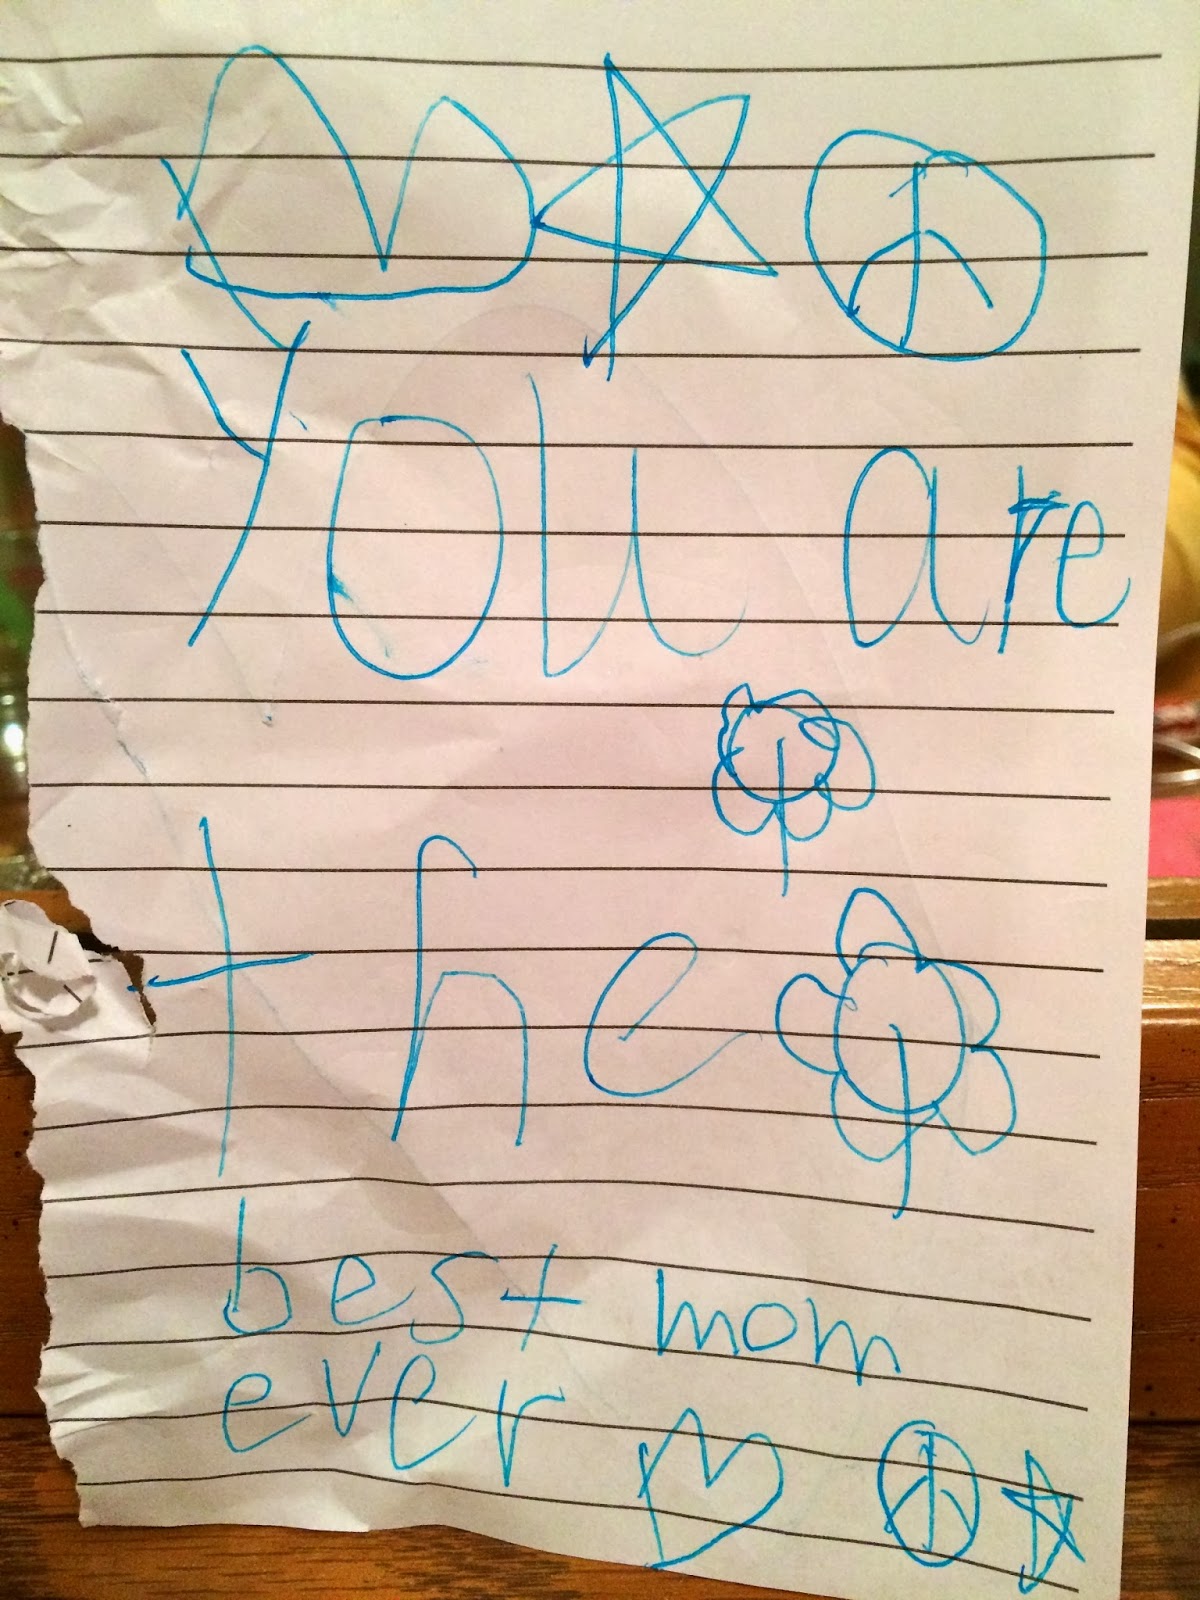 you are
the
best mom
ever